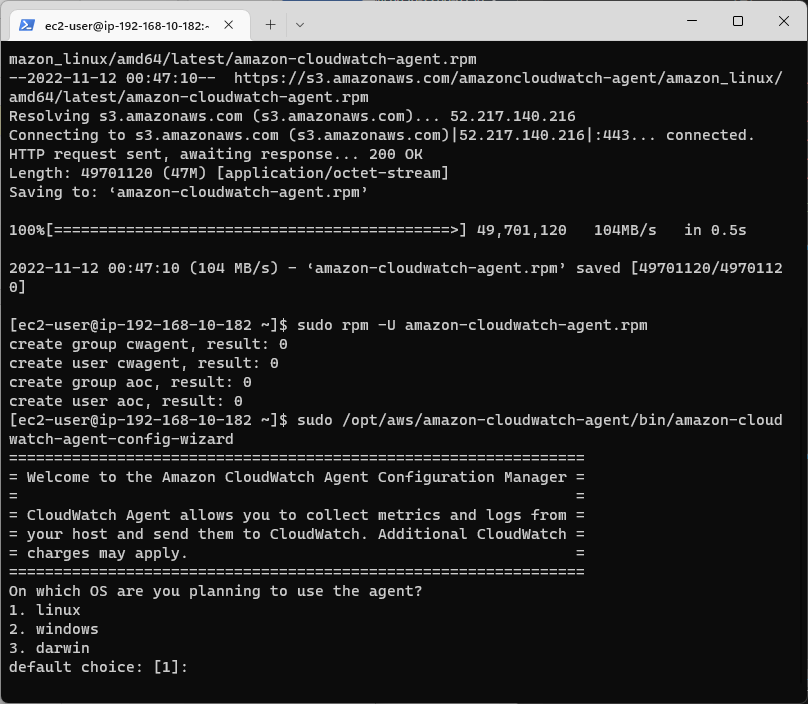 ec2-user@ip-192-168-10-182:~
mazon_linux/amd64/latest/amazon-cloudwatch-agent.rpm
--2022-11-12 00:47:10--  https://s3.amazonaws.com/amazoncloudwatch-agent/amazon_linux/
amd64/latest/amazon-cloudwatch-agent.rpm
Resolving s3.amazonaws.com (s3.amazonaws.com)... 52.217.140.216
Connecting to s3.amazonaws.com (s3.amazonaws.com)|52.217.140.216|:443... connected.
HTTP request sent, awaiting response... 200 OK
Length: 49701120 (47M) [application/octet-stream]
Saving to: ‘amazon-cloudwatch-agent.rpm’
100%[============================================>] 49,701,120   104MB/s   in 0.5s
2022-11-12 00:47:10 (104 MB/s) - ‘amazon-cloudwatch-agent.rpm’ saved [49701120/4970112
0]
[ec2-user@ip-192-168-10-182 ~]$ sudo rpm -U amazon-cloudwatch-agent.rpm
create group cwagent, result: 0
create user cwagent, result: 0
create group aoc, result: 0
create user aoc, result: 0
[ec2-user@ip-192-168-10-182 ~]$ sudo /opt/aws/amazon-cloudwatch-agent/bin/amazon-cloud
watch-agent-config-wizard
================================================================
= Welcome to the Amazon CloudWatch Agent Configuration Manager =
=                                                              =
= CloudWatch Agent allows you to collect metrics and logs from =
= your host and send them to CloudWatch. Additional CloudWatch =
= charges may apply.                                           =
================================================================
On which OS are you planning to use the agent?
1. linux
2. windows
3. darwin
default choice: [1]: